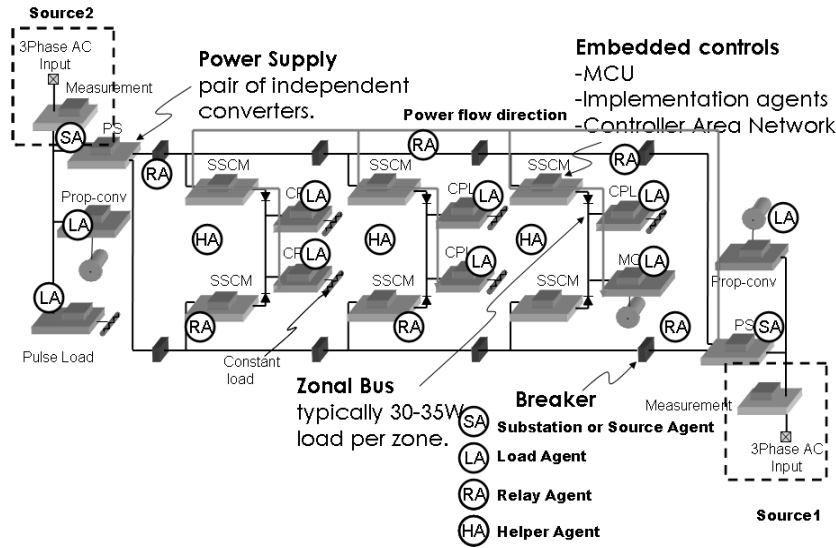 Source2
3Phase AC
Input
Measurement
SA
PS
Power Supply
pair of independent
converters.
Embedded controls
-MCU
-Implementation agents
-Controller Area Network
Power flow direction
RA
RA
RA
SSCM
SSCM
SSCM
LA
CPL
LA
CPL
LA
Prop-conv
LA
HA
HA
HA
LA
LA
CPL
LA
LA
Prop-conv
SSCM
SSCM
SSCM
LA
RA
RA
RA
PS
SA
Pulse Load
Constant
load
Zonal Bus
typically 30-35W
load per zone.
Breaker
Measurement
3Phase AC
Input
Source1
SA Substation or Source Agent
LA Load Agent
RA Relay Agent
HA Helper Agent